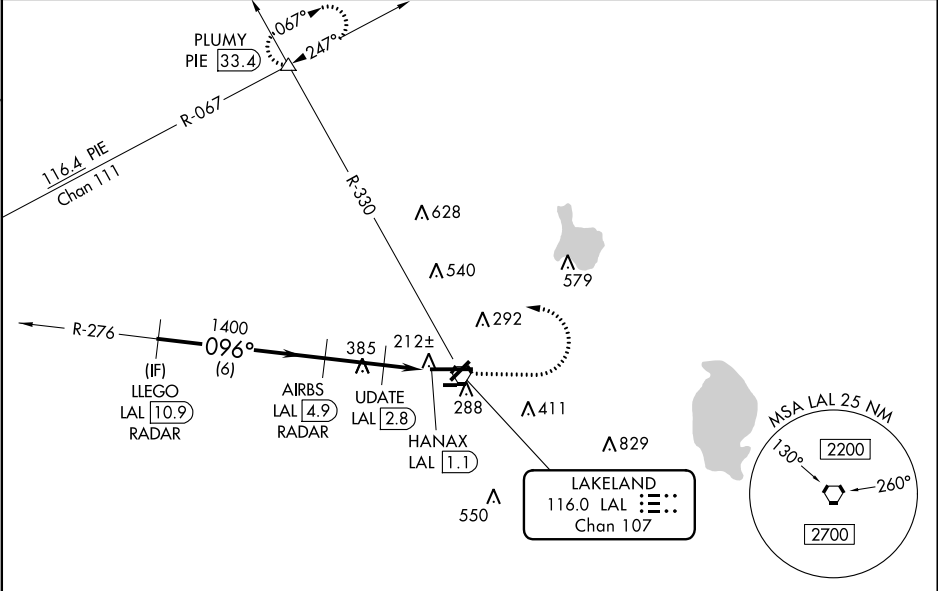 067°
247°
PLUMY
PIE 33.4
R-067
116.4 PIE
Chan 111
R-330
628
540
579
292
R-276
1400
096°
(6)
385
212±
(IF)
LLEGO
LAL 10.9
RADAR
AIRBS
LAL 4.9
RADAR
UDATE
LAL 2.8
HANAX
LAL 1.1
288
411
829
550
LAKELAND
116.0 LAL
Chan 107
MSA LAL 25 NM
130°
2200
260°
2700